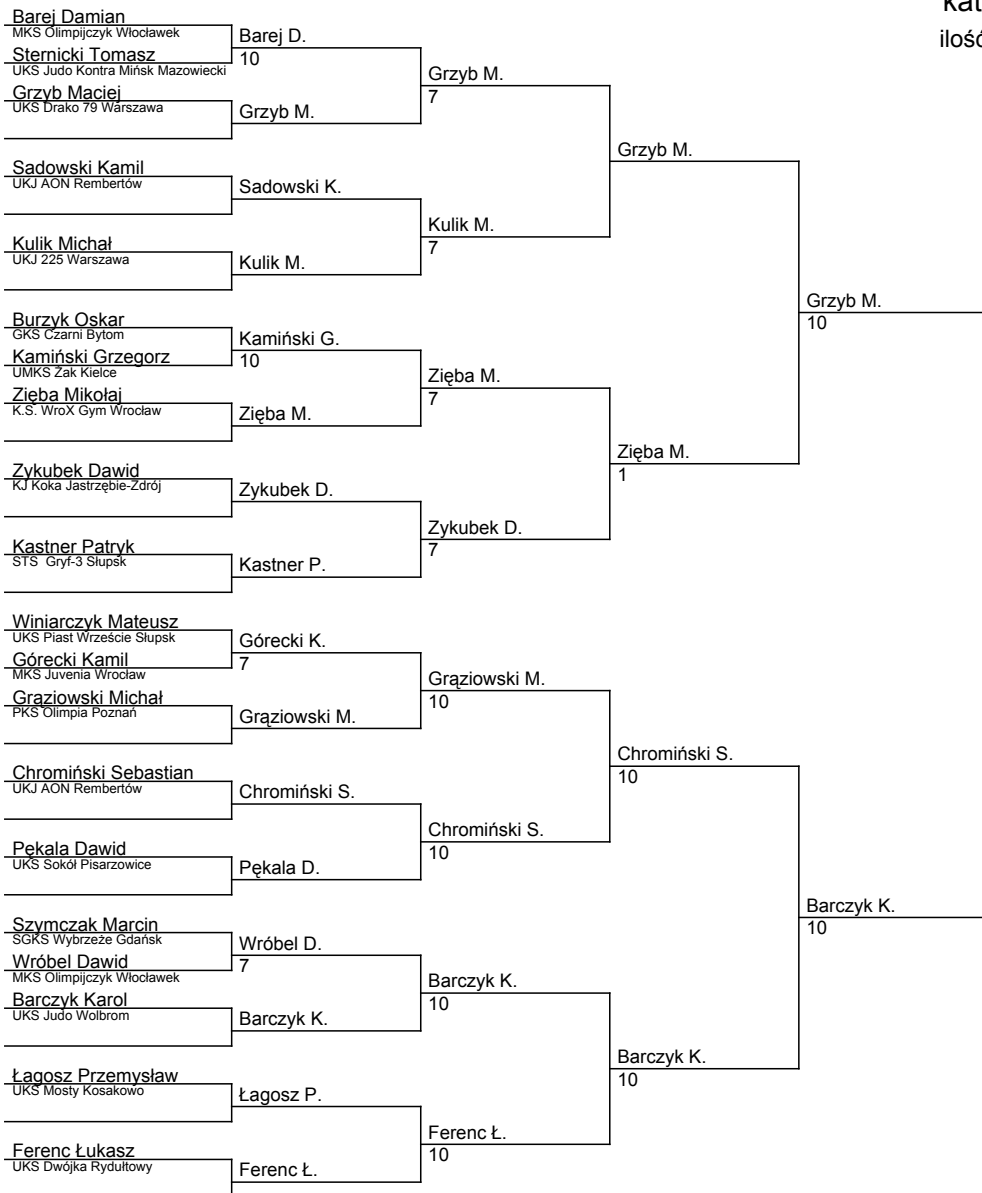 kat
ilość
Barej Damian
MKS Olimpijczyk Włocławek
Sternicki Tomasz
UKS Judo Kontra Mińsk Mazowiecki
Grzyb Maciej
UKS Drako 79 Warszawa
Sadowski Kamil
UKJ AON Rembertów
Kulik Michał
UKJ 225 Warszawa
Burzyk Oskar
GKS Czarni Bytom
Kamiński Grzegorz
UMKS Żak Kielce
Zięba Mikołaj
K.S. WroX Gym Wrocław
Zykubek Dawid
KJ Koka Jastrzębie-Zdrój
Kastner Patryk
STS Gryf-3 Słupsk
Winiarczyk Mateusz
UKS Piast Wrzeście Słupsk
Górecki Kamil
MKS Juvenia Wrocław
Grąziowski Michał
PKS Olimpia Poznań
Chromiński Sebastian
UKJ AON Rembertów
Pękala Dawid
UKS Sokół Pisarzowice
Szymczak Marcin
SGKS Wybrzeże Gdańsk
Wróbel Dawid
MKS Olimpijczyk Włocławek
Barczyk Karol
UKS Judo Wolbrom
Łagosz Przemysław
UKS Mosty Kosakowo
Ferenc Łukasz
UKS Dwójka Rydułtowy
Barej D.
10
Grzyb M.
Sadowski K.
Kulik M.
Kamiński G.
10
Zięba M.
Zykubek D.
Kastner P.
Górecki K.
7
Grąziowski M.
Chromiński S.
Pękala D.
Wróbel D.
7
Barczyk K.
Łagosz P.
Ferenc Ł.
Grzyb M.
7
Kulik M.
7
Zięba M.
7
Zykubek D.
7
Grąziowski M.
10
Chromiński S.
10
Barczyk K.
10
Ferenc Ł.
10
Grzyb M.
Zięba M.
1
Chromiński S.
10
Barczyk K.
10
Grzyb M.
10
Barczyk K.
10